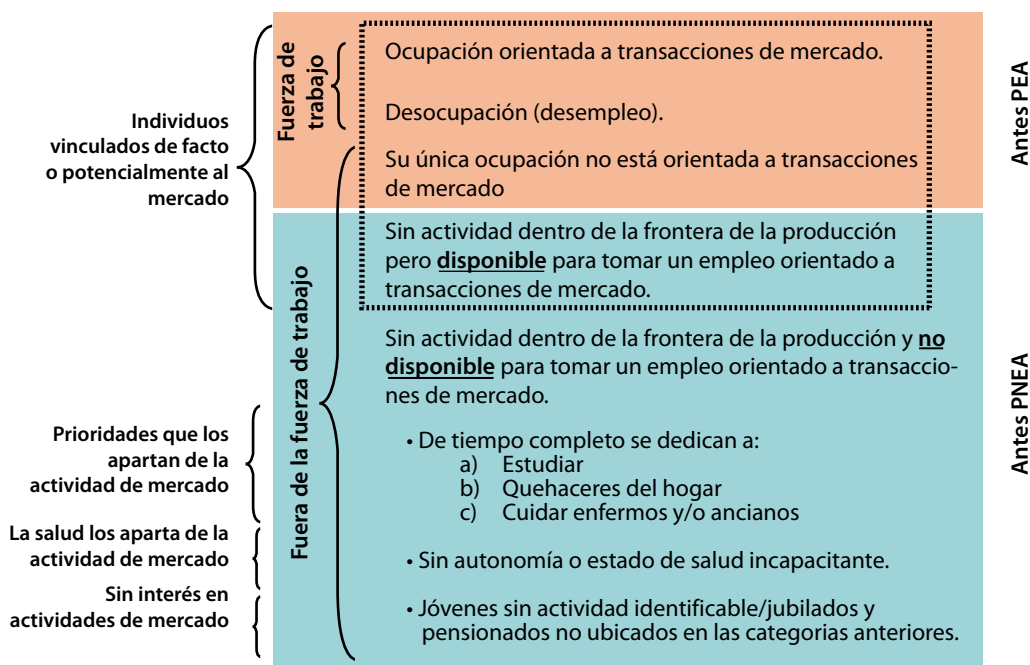 Individuos
vinculados de facto
o potencialmente al
mercado
Fuerza de
trabajo
Ocupación orientada a transacciones de mercado.
Desocupación (desempleo).
Su única ocupación no está orientada a transacciones
de mercado
Antes PEA
Fuera de la fuerza de trabajo
Sin actividad dentro de la frontera de la producción
pero disponible para tomar un empleo orientado a
transacciones de mercado.
Sin actividad dentro de la frontera de la producción y no
disponible para tomar un empleo orientado a transaccio-
nes de mercado.
Antes PNEA
Prioridades que los
apartan de la
actividad de mercado
• De tiempo completo se dedican a:
a) Estudiar
b) Quehaceres del hogar
c) Cuidar enfermos y/o ancianos
La salud los aparta de la
actividad de mercado
• Sin autonomía o estado de salud incapacitante.
Sin interés en
actividades de mercado
• Jóvenes sin actividad identificable/jubilados y
pensionados no ubicados en las categorias anteriores.